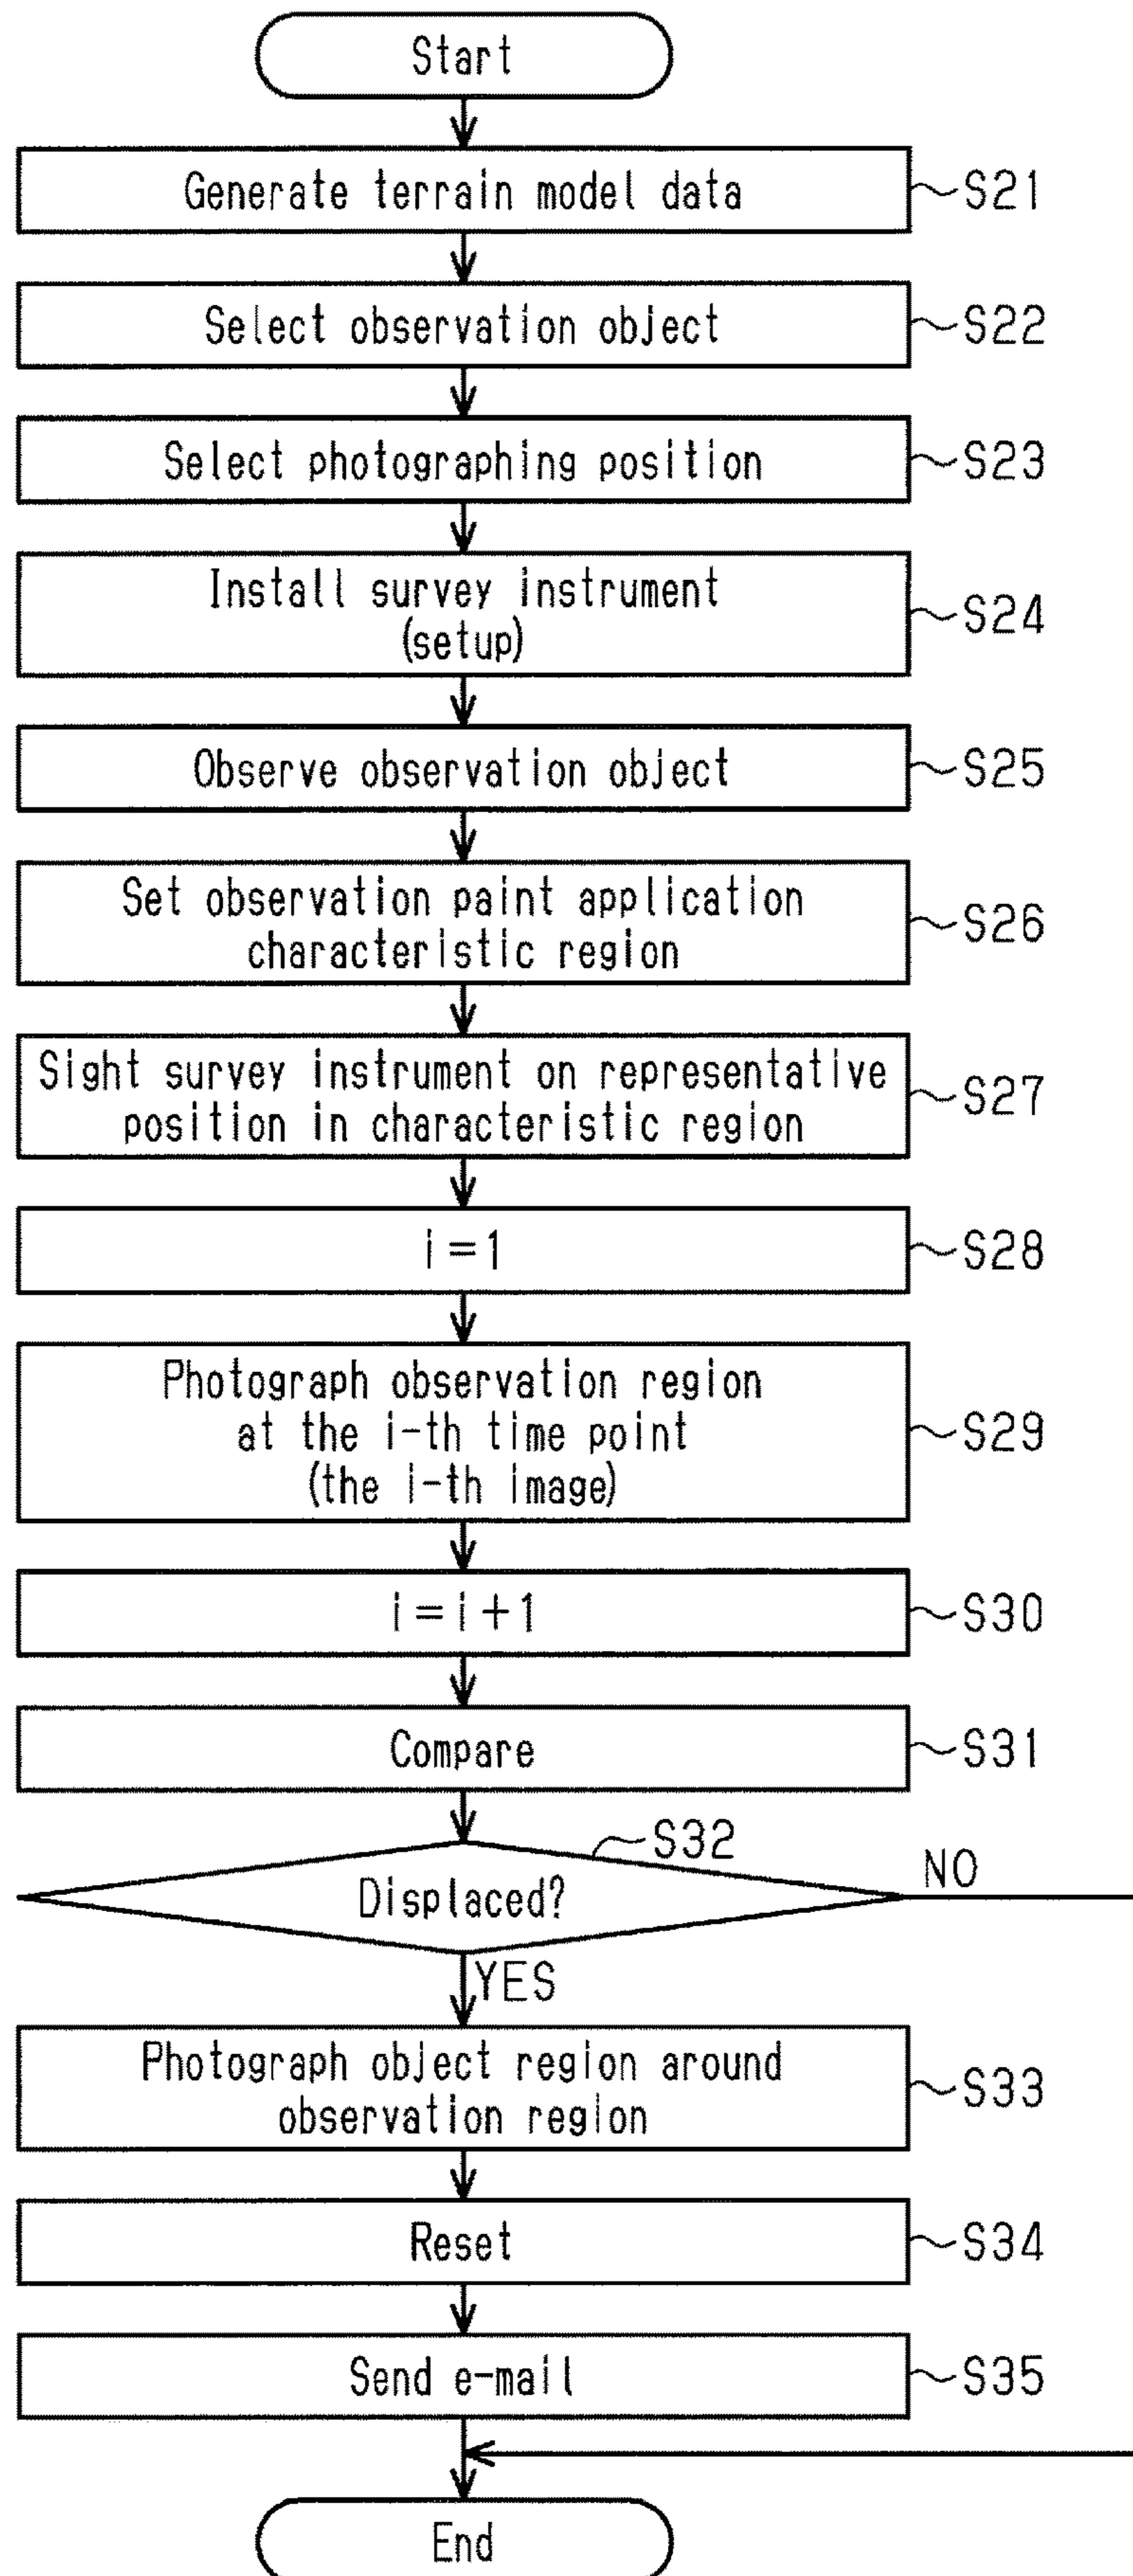 Start
Generate terrain model data
S21
Select observation object
S22
Select photographing position
S23
Install survey instrument
(setup)
S24
Observe observation object
S25
Set observation paint application
characteristic region
S26
Sight survey instrument on representative
position in characteristic region
S27
i=1
S28
Photograph observation region
at the i-th time point
(the i-th image)
S29
i=i+1
S30
Compare
S31
S32
Displaced?
NO
YES
Photograph object region around
observation region
S33
Reset
S34
Send e-mail
S35
End